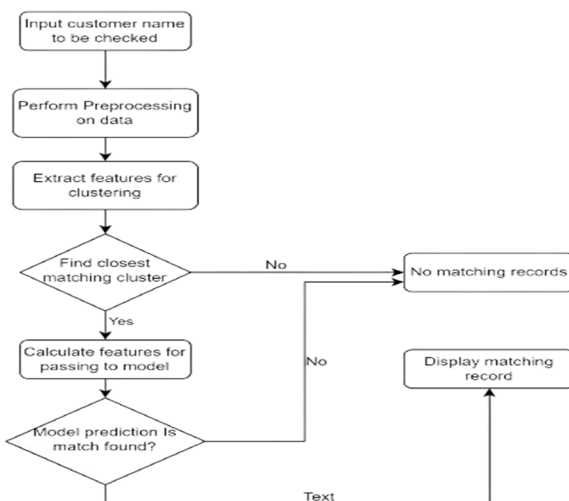 Input customer name
to be checked
Perform Preprocessing
on data
Extract features for
clustering
Find closest
matching cluster
No
No matching records
Yes
Calculate features for
passing to model
No
Display matching
record
Model prediction Is
match found?
Text